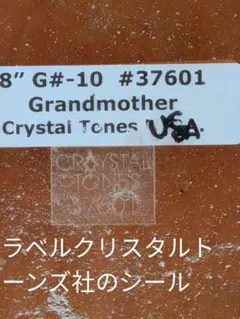 8” G#-10 #37601
Grandmother
Crystal Tones USA.
CRYSTAL
TONES
37601
ラベルクリスタルト
ーンズ社のシール